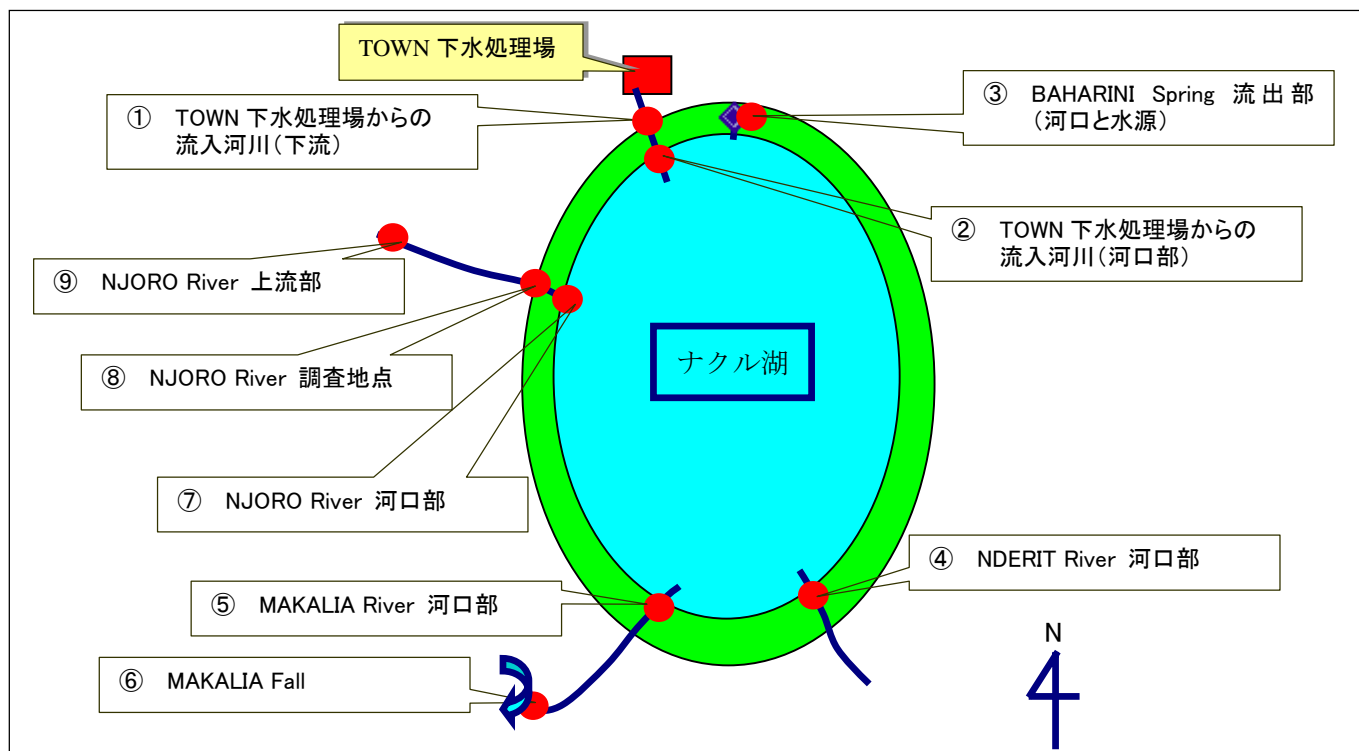 TOWN 下水処理場
① TOWN 下水処理場からの
流入河川(下流)
③ BAHARINI Spring 流出部
(河口と水源)
② TOWN 下水処理場からの
流入河川(河口部)
⑨ NJORO River 上流部
⑧ NJORO River 調査地点
ナクル湖
⑦ NJORO River 河口部
④ NDERIT River 河口部
⑤ MAKALIA River 河口部
⑥ MAKALIA Fall
N